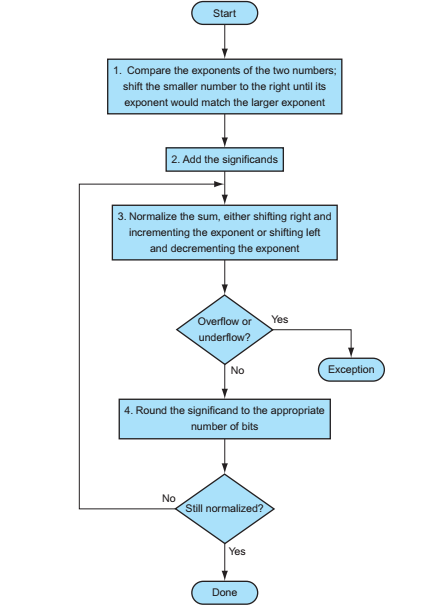 Start
1. Compare the exponents of the two numbers;
shift the smaller number to the right until its
exponent would match the larger exponent
2. Add the significands
3. Normalize the sum, either shifting right and
incrementing the exponent or shifting left
and decrementing the exponent
Overflow or
underflow?
Yes
Exception
No
4. Round the significand to the appropriate
number of bits
Still normalized?
No
Yes
Done